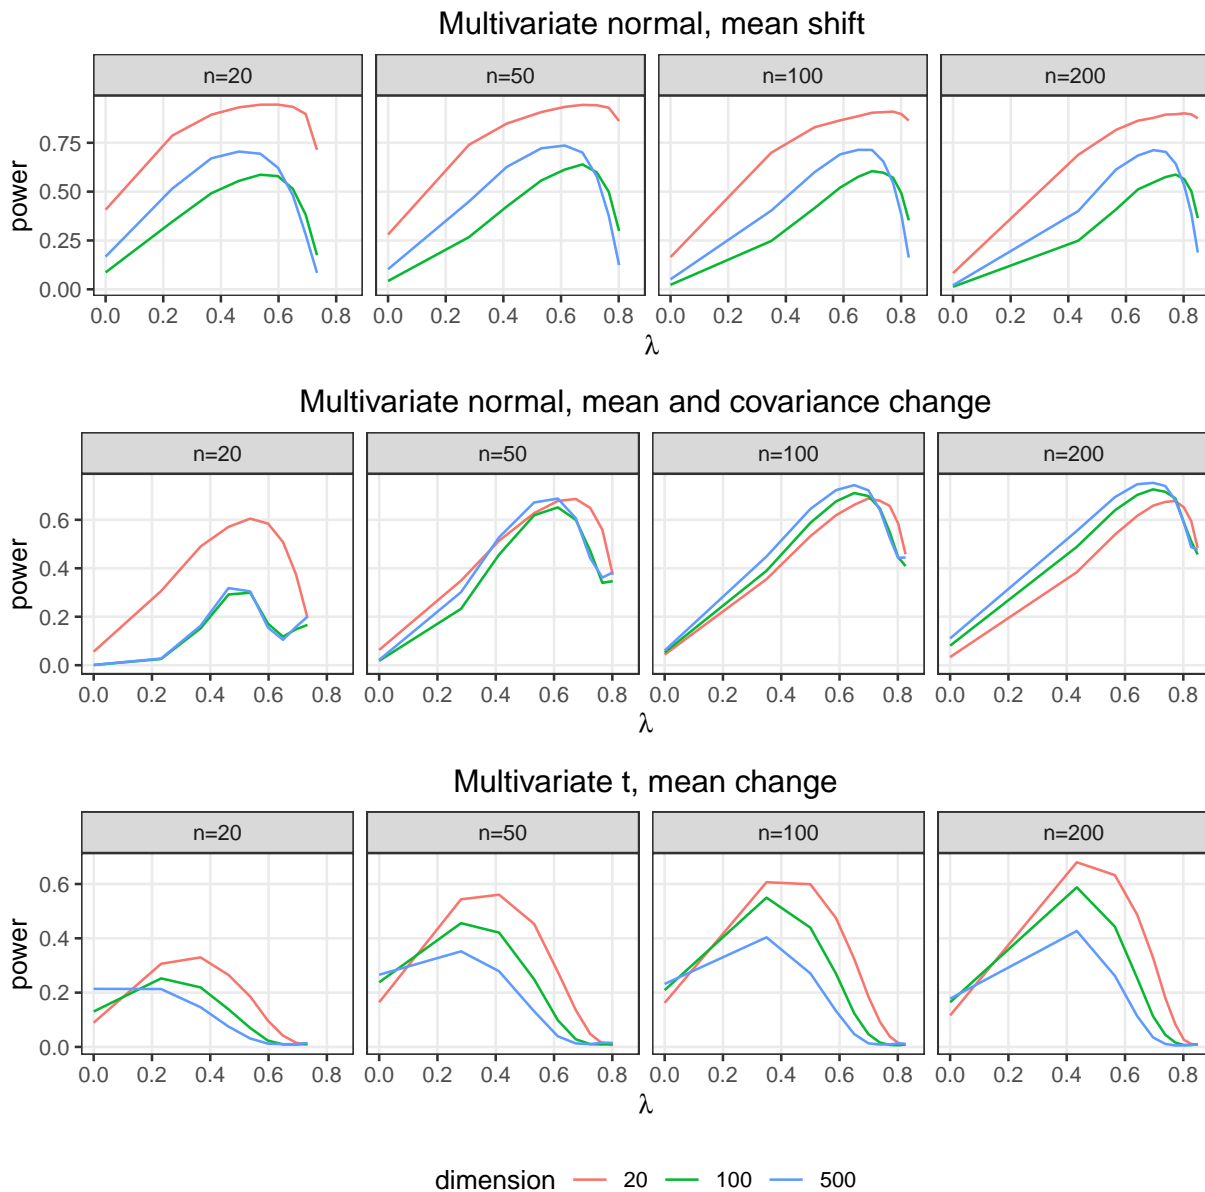 Multivariate normal, mean shift
n=20 n=50 n=100 n=200
0.75
0.50
0.25
0.00
power
0.0 0.2 0.4 0.6 0.8 0.0 0.2 0.4 0.6 0.8 0.0 0.2 0.4 0.6 0.8 0.0 0.2 0.4 0.6 0.8
λ
Multivariate normal, mean and covariance change
n=20 n=50 n=100 n=200
0.6
0.4
0.2
0.0
power
0.0 0.2 0.4 0.6 0.8 0.0 0.2 0.4 0.6 0.8 0.0 0.2 0.4 0.6 0.8 0.0 0.2 0.4 0.6 0.8
λ
Multivariate t, mean change
n=20 n=50 n=100 n=200
0.6
0.4
0.2
0.0
power
0.0 0.2 0.4 0.6 0.8 0.0 0.2 0.4 0.6 0.8 0.0 0.2 0.4 0.6 0.8 0.0 0.2 0.4 0.6 0.8
λ
dimension 20 100 500